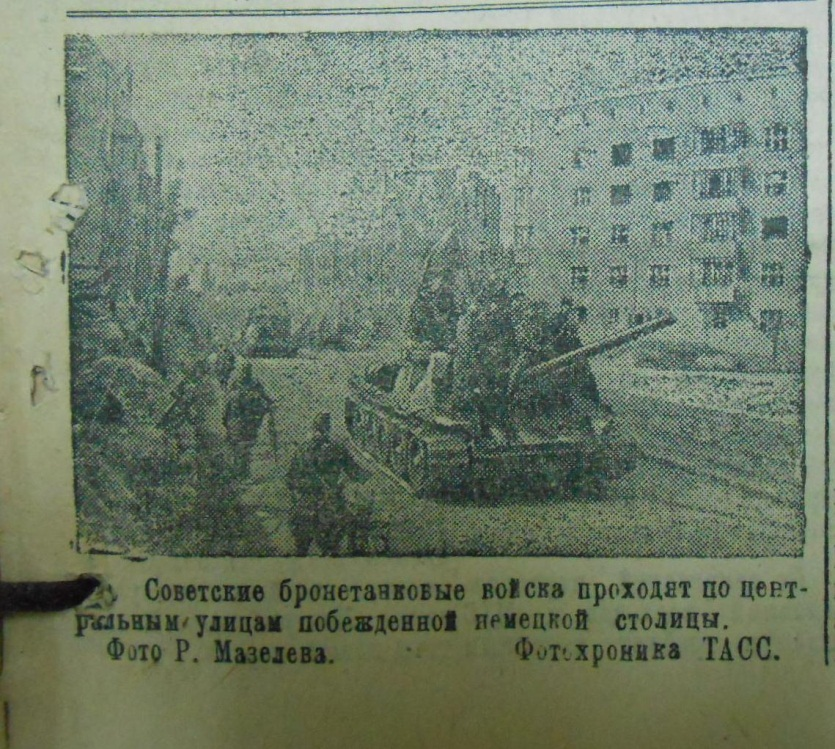 Советские бронетанковые войска проходят по цент-
ральным улицам побежденной немецкой столицы.
Фото Р. Мазелева. Фотохроника ТАСС.